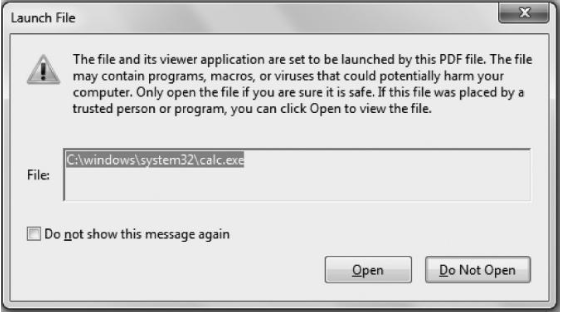 Launch File
The file and its viewer application are set to be launched by this PDF file. The file
may contain programs, macros, or viruses that could potentially harm your
computer. Only open the file if you are sure it is safe. If this file was placed by a
trusted person or program, you can click Open to view the file.
File: C:\windows\system32\calc.exe
Do not show this message again
Open Do Not Open